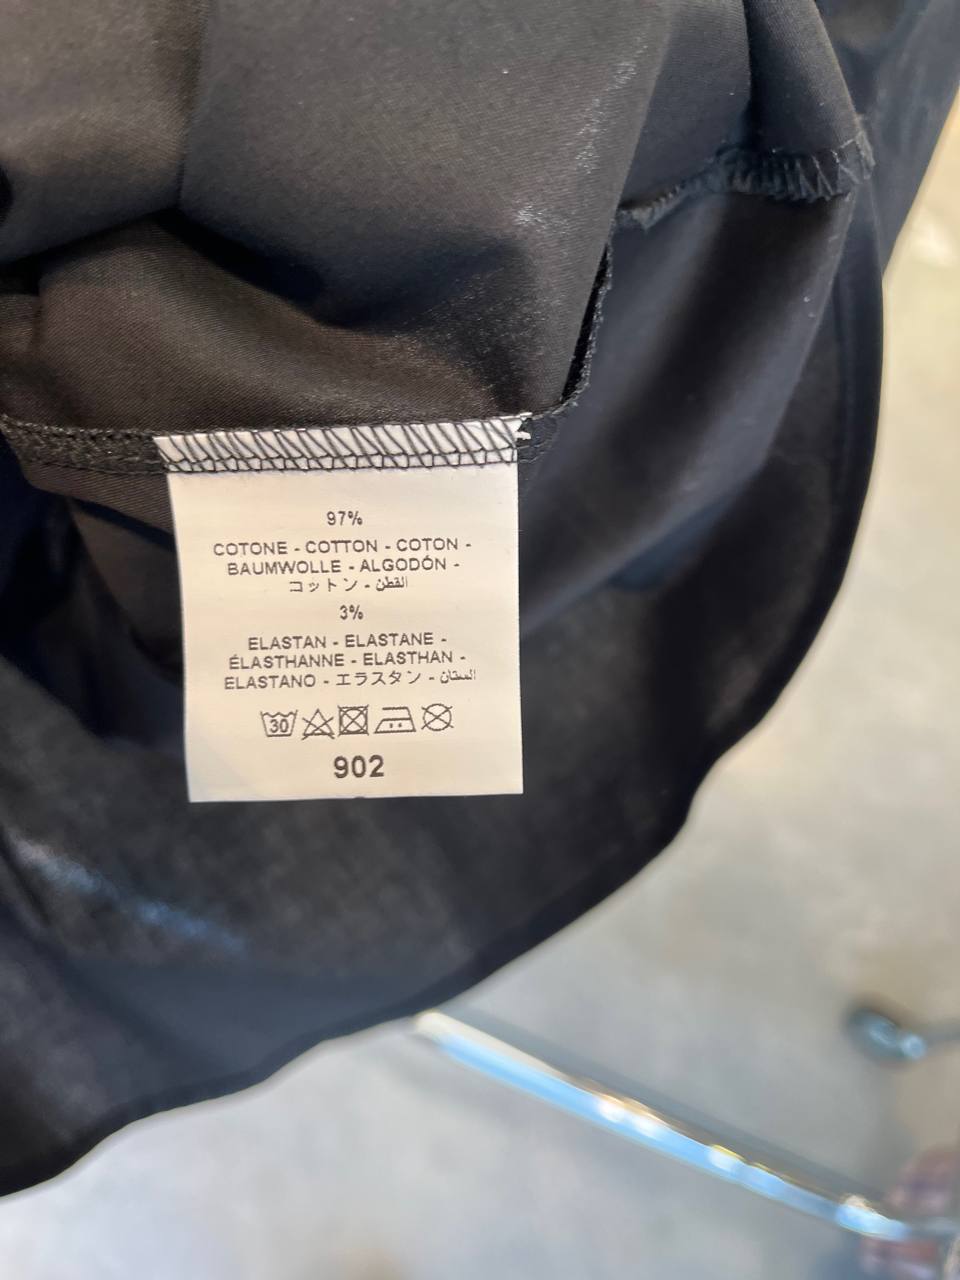 97%
COTONE - COTTON - COTON -
BAUMWOLLE - ALGODÓN -
コットン - القطن
3%
ELASTAN - ELASTANE -
ÉLASTHANNE - ELASTHAN -
ELASTANO - エラスタン -
30
902